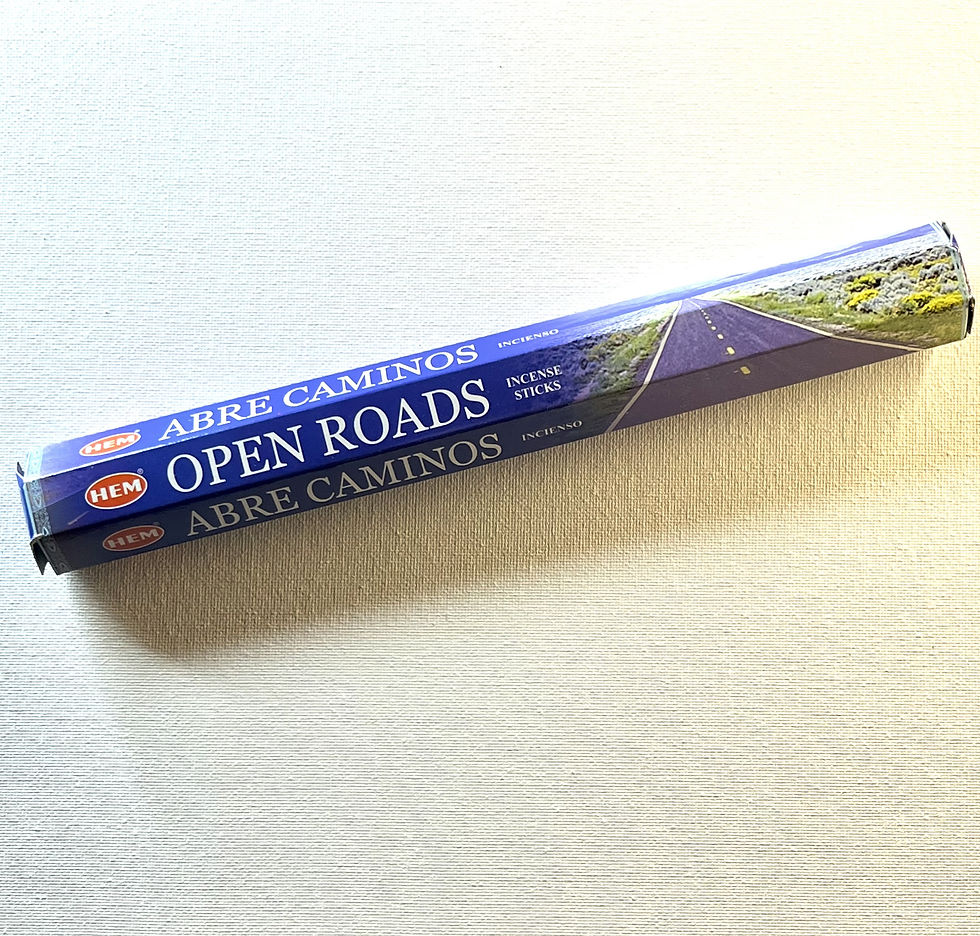 HEM ®
ABRE CAMINOS
INCIENSO
HEM ®
OPEN ROADS
INCENSE
STICKS
HEM ®
ABRE CAMINOS
INCIENSO